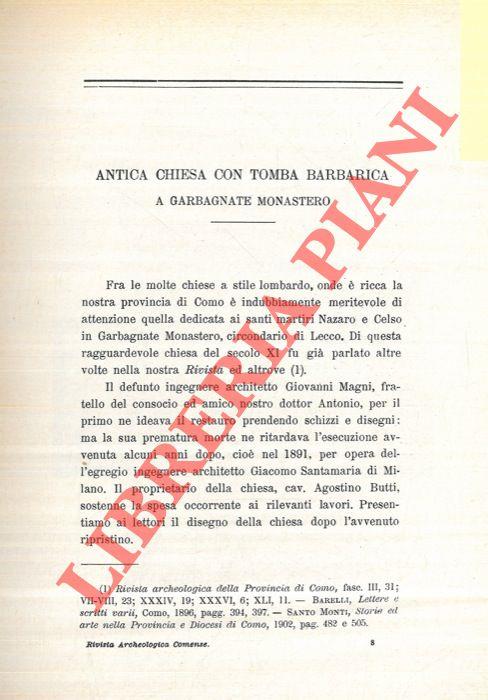 ANTICA CHIESA CON TOMBA BARBARICA
A GARBAGNATE MONASTERO
Fra le molte chiese a stile lombardo, onde è ricca la
nostra provincia di Como è indubbiamente meritevole di
attenzione quella dedicata ai santi martiri Nazaro e Celso
in Garbagnate Monastero, circondario di Lecco. Di questa
ragguardevole chiesa del secolo XI fu già parlato altre
volte nella nostra Rivista ed altrove (1).
Il defunto ingegnere architetto Giovanni Magni, fra-
tello del consocio ed amico nostro dottor Antonio, per il
primo ne ideava il restauro prendendo schizzi e disegni:
ma la sua prematura morte ne ritardava l'esecuzione av-
venuta alcuni anni dopo, cioè nel 1891, per opera del-
l'egregio ingegnere architetto Giacomo Santamaria di Mi-
lano. Il proprietario della chiesa, cav. Agostino Butti,
sostenne la spesa occorrente ai rilevanti lavori. Presen-
tiamo ai lettori il disegno della chiesa dopo l'avvenuto
ripristino.
(1) Rivista archeologica della Provincia di Como, fasc. III, 31;
VII-VIII, 23; XXXIV, 19; XXXVI, 6; XLI, 11. — BARELLI, Lettere e
scritti varii, Como, 1896, pagg. 394, 397. — SANTO MONTI, Storia ed
arte nella Provincia e Diocesi di Como, 1902, pag. 482 e 505.
Rivista Archeologica Comense. 8
LIBRERIA PIANI